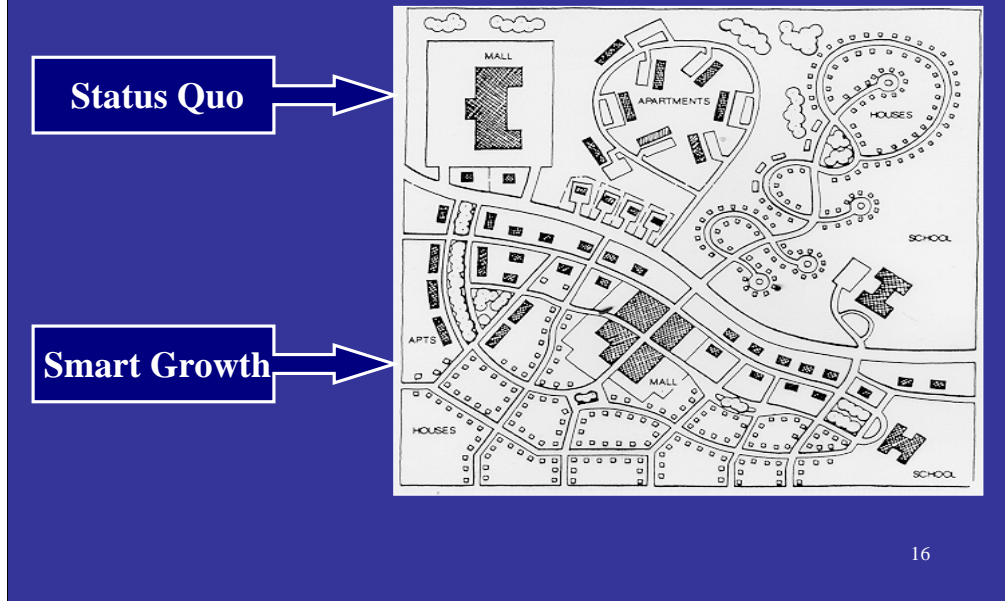 Status Quo
Smart Growth
MALL
APARTMENTS
HOUSES
SCHOOL
APTS
MALL
HOUSES
SCHOOL
16